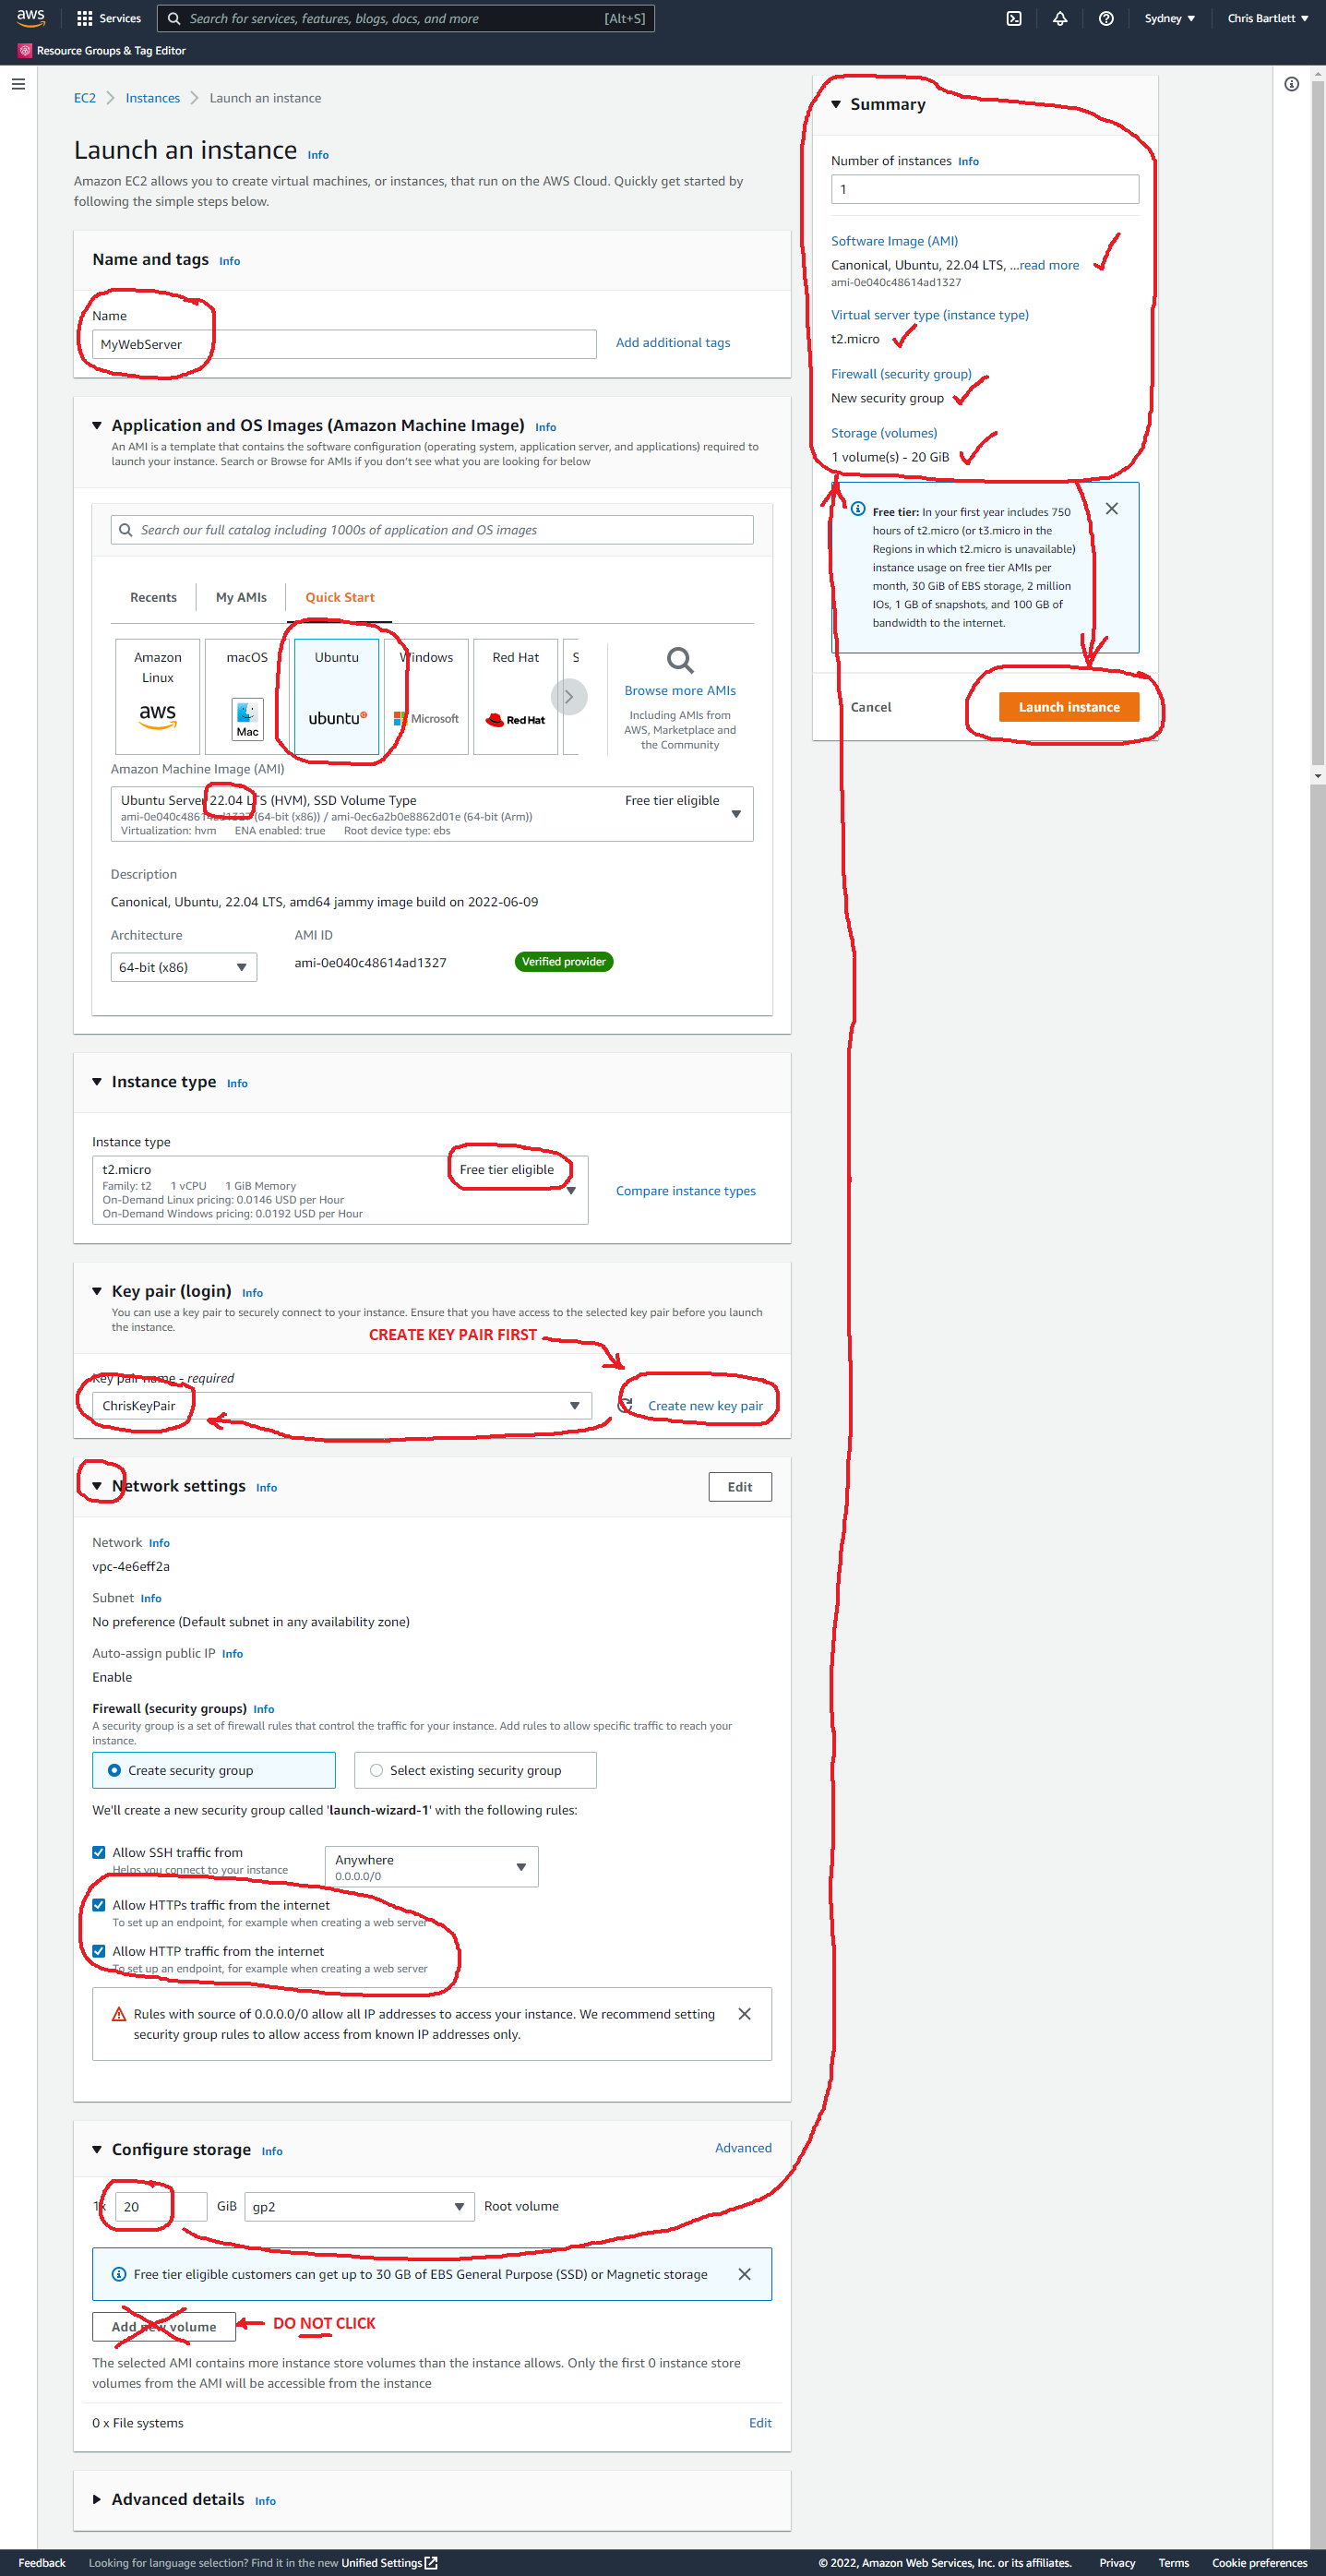 aws
Services
Search for services, features, blogs, docs, and more
[Alt+S]
Sydney
Chris Bartlett
Resource Groups & Tag Editor
EC2
Instances
Launch an instance
Launch an instance Info
Amazon EC2 allows you to create virtual machines, or instances, that run on the AWS Cloud. Quickly get started by
following the simple steps below.
Name and tags Info
Name
MyWebServer
Add additional tags
Application and OS Images (Amazon Machine Image) Info
An AMI is a template that contains the software configuration (operating system, application server, and applications) required to
launch your instance. Search or Browse for AMIs if you don't see what you are looking for below
Search our full catalog including 1000s of application and OS images
Recents
My AMIs
Quick Start
Amazon
Linux
aws
macOS
Mac
Ubuntu
ubuntu
Windows
Microsoft
Red Hat
Red Hat
S
Browse more AMIs
Including AMIs from
AWS, Marketplace and
the Community
Amazon Machine Image (AMI)
Ubuntu Server 22.04 LTS (HVM), SSD Volume Type
Free tier eligible
ami-0e040c48614ad1327 (64-bit (x86)) / ami-0ec6a2b0e8862d01e (64-bit (Arm))
Virtualization: hvm ENA enabled: true Root device type: ebs
Description
Canonical, Ubuntu, 22.04 LTS, amd64 jammy image build on 2022-06-09
Architecture
AMI ID
64-bit (x86)
ami-0e040c48614ad1327
Verified provider
Instance type Info
Instance type
t2.micro
Free tier eligible
Family: t2 1 vCPU 1 GiB Memory
On-Demand Linux pricing: 0.0146 USD per Hour
On-Demand Windows pricing: 0.0192 USD per Hour
Compare instance types
Key pair (login) Info
You can use a key pair to securely connect to your instance. Ensure that you have access to the selected key pair before you launch
the instance.
CREATE KEY PAIR FIRST
Key pair name - required
ChrisKeyPair
Create new key pair
Network settings Info
Edit
Network Info
vpc-4e6eff2a
Subnet Info
No preference (Default subnet in any availability zone)
Auto-assign public IP Info
Enable
Firewall (security groups) Info
A security group is a set of firewall rules that control the traffic for your instance. Add rules to allow specific traffic to reach your
instance.
Create security group
Select existing security group
We'll create a new security group called 'launch-wizard-1' with the following rules:
Allow SSH traffic from
Helps you connect to your instance
Anywhere
0.0.0.0/0
Allow HTTPs traffic from the internet
To set up an endpoint, for example when creating a web server
Allow HTTP traffic from the internet
To set up an endpoint, for example when creating a web server
Rules with source of 0.0.0.0/0 allow all IP addresses to access your instance. We recommend setting
security group rules to allow access from known IP addresses only.
Configure storage Info
Advanced
1x
20
GiB
gp2
Root volume
Free tier eligible customers can get up to 30 GB of EBS General Purpose (SSD) or Magnetic storage
Add new volume
DO NOT CLICK
The selected AMI contains more instance store volumes than the instance allows. Only the first 0 instance store
volumes from the AMI will be accessible from the instance
0 x File systems
Edit
Advanced details Info
Summary
Number of instances Info
1
Software Image (AMI)
Canonical, Ubuntu, 22.04 LTS, ...read more
ami-0e040c48614ad1327
Virtual server type (instance type)
t2.micro
Firewall (security group)
New security group
Storage (volumes)
1 volume(s) - 20 GiB
Free tier: In your first year includes 750
hours of t2.micro (or t3.micro in the
Regions in which t2.micro is unavailable)
instance usage on free tier AMIs per
month, 30 GiB of EBS storage, 2 million
IOs, 1 GB of snapshots, and 100 GB of
bandwidth to the internet.
Cancel
Launch instance
Feedback
Looking for language selection? Find it in the new Unified Settings
© 2022, Amazon Web Services, Inc. or its affiliates.
Privacy
Terms
Cookie preferences